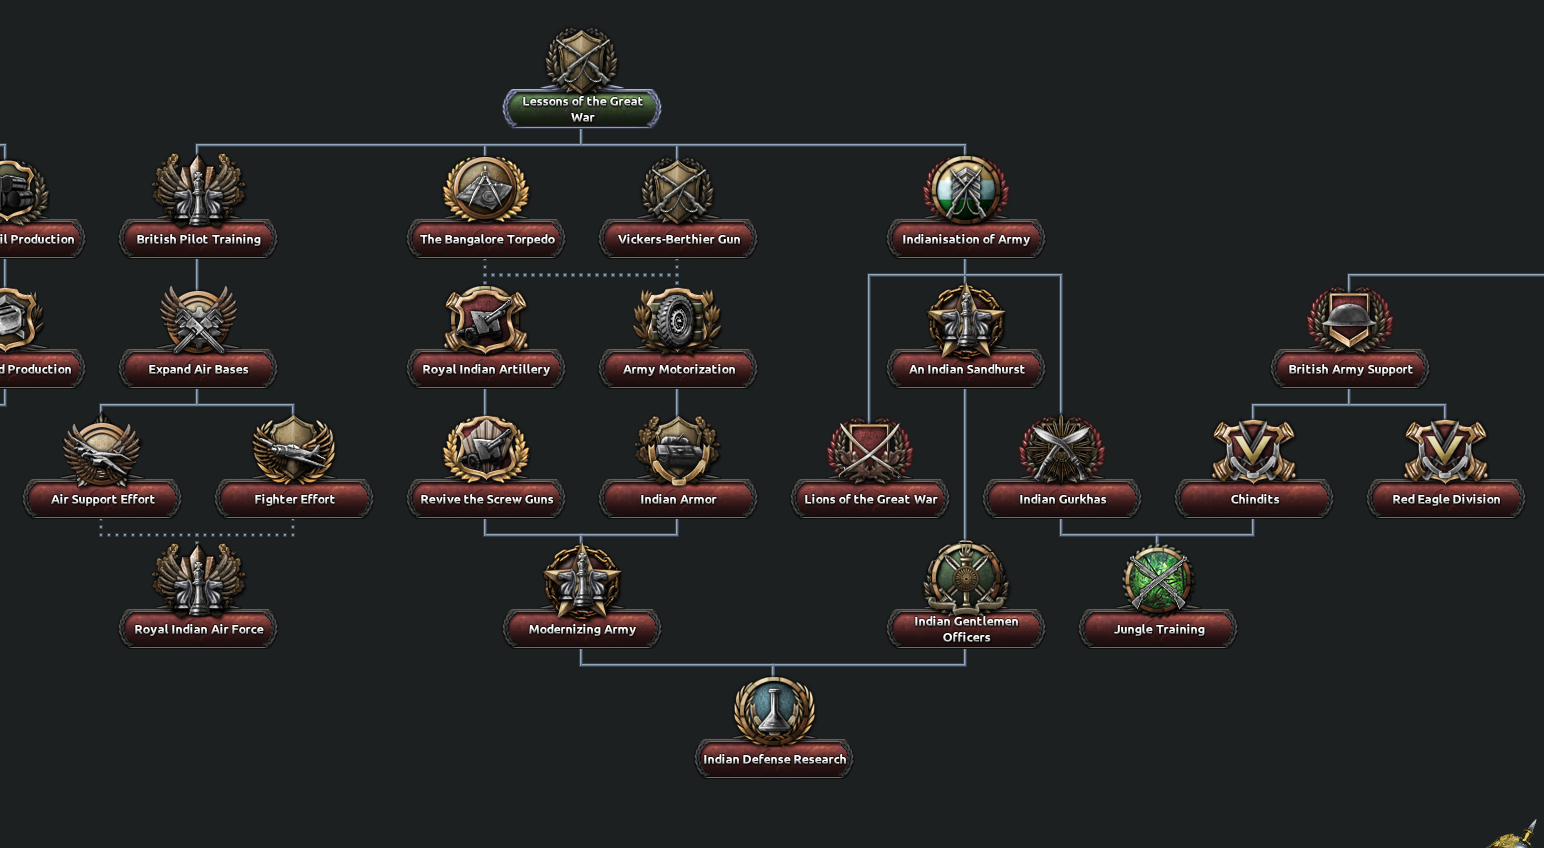 Lessons of the Great
War
il Production
British Pilot Training
The Bangalore Torpedo
Vickers-Berthier Gun
Indianisation of Army
d Production
Expand Air Bases
Royal Indian Artillery
Army Motorization
An Indian Sandhurst
British Army Support
Air Support Effort
Fighter Effort
Revive the Screw Guns
Indian Armor
Lions of the Great War
Indian Gurkhas
Chindits
Red Eagle Division
Royal Indian Air Force
Modernizing Army
Indian Gentlemen
Officers
Jungle Training
Indian Defense Research